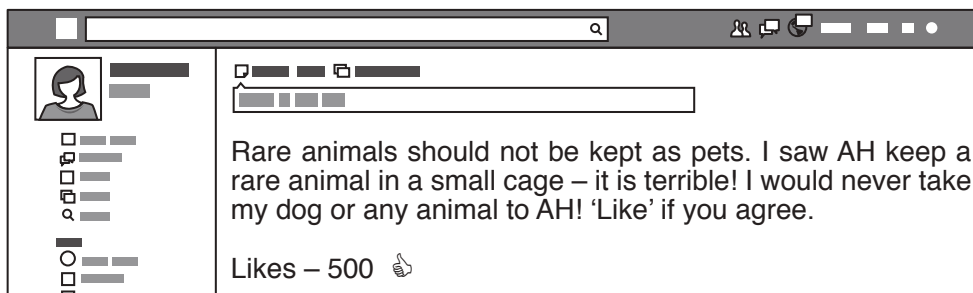 Rare animals should not be kept as pets. I saw AH keep a
rare animal in a small cage – it is terrible! I would never take
my dog or any animal to AH! ‘Like’ if you agree.
Likes – 500